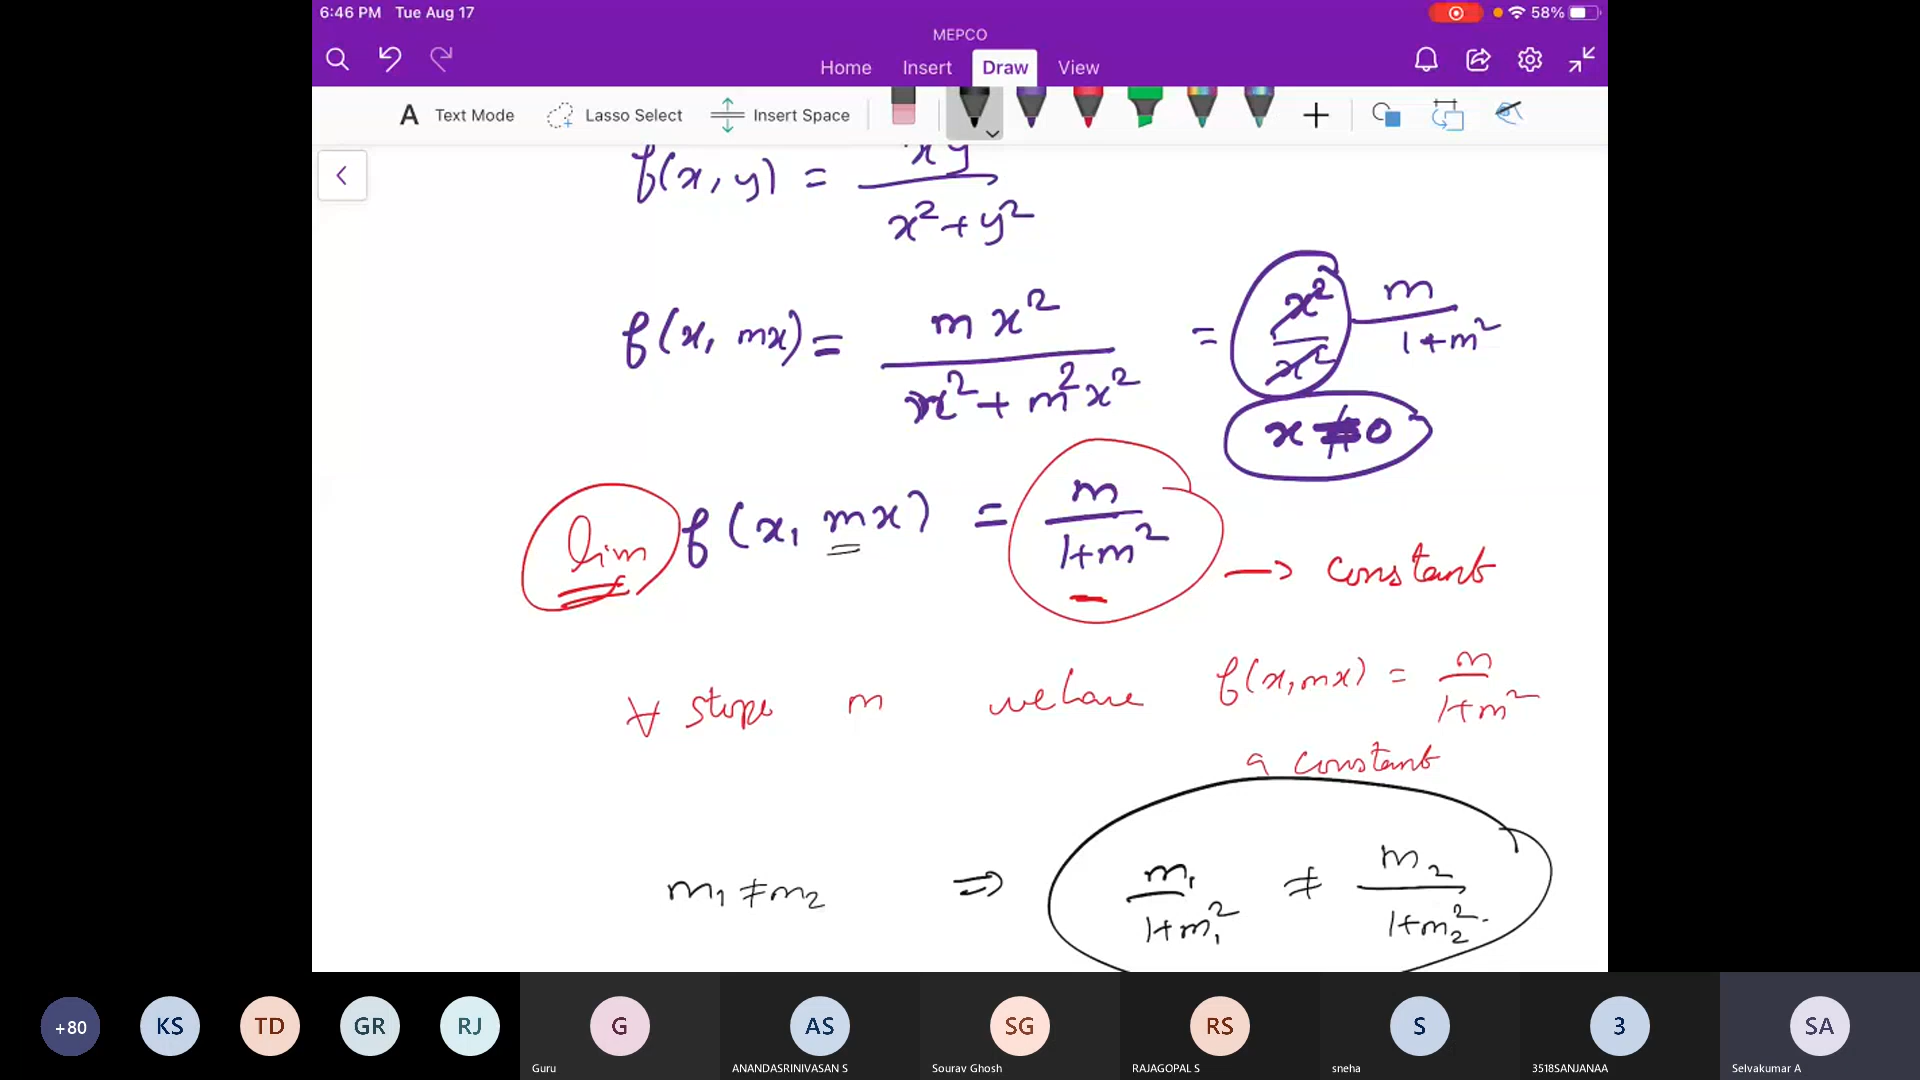 6:46 PM Tue Aug 17 58%
MEPCO
Home Insert Draw View
A Text Mode Lasso Select Insert Space
f(x, y) = xy / x² + y²
f(x, mx) = m x² / x² + m² x² = x² / x² m / 1+m²
x ≠ 0
lim f(x, mx) = m / 1+m² → constant
∀ slope m we have f(x, mx) = m / 1+m²
a constant
m₁ ≠ m₂ ⇒ m₁ / 1+m₁² ≠ m₂ / 1+m₂².
+80 KS TD GR RJ G AS SG RS S 3 SA
Guru ANANDASRINIVASAN S Sourav Ghosh RAJAGOPAL S sneha 3518SANJANAA Selvakumar A